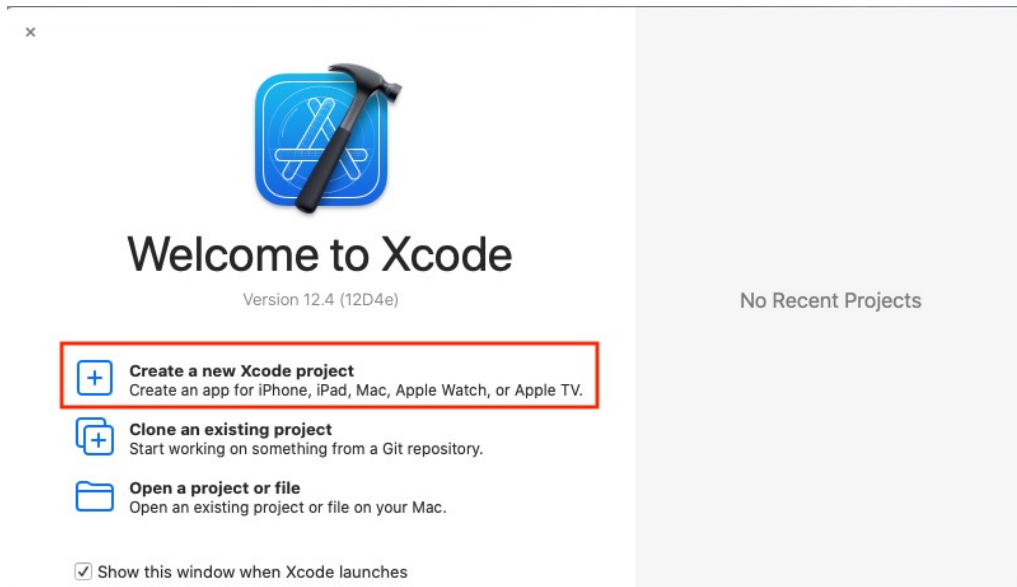 Welcome to Xcode
Version 12.4 (12D4e)
No Recent Projects
Create a new Xcode project
Create an app for iPhone, iPad, Mac, Apple Watch, or Apple TV.
Clone an existing project
Start working on something from a Git repository.
Open a project or file
Open an existing project or file on your Mac.
Show this window when Xcode launches